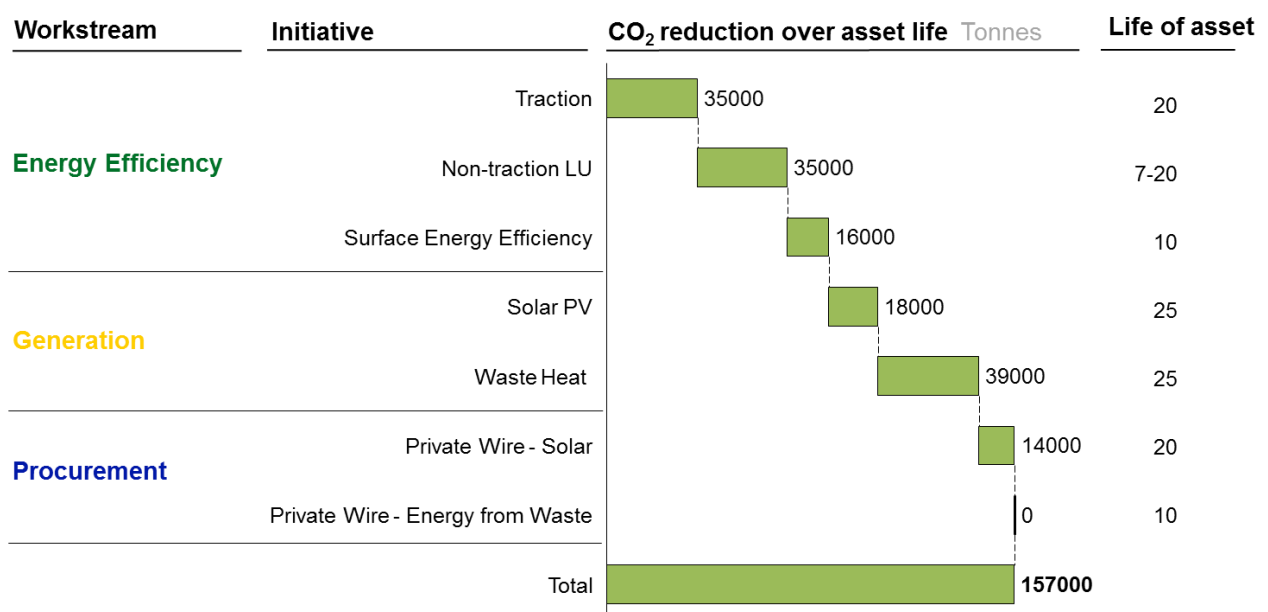 Workstream Initiative CO₂ reduction over asset life Tonnes Life of asset
Traction 35000 20
Energy Efficiency Non-traction LU 35000 7-20
Surface Energy Efficiency 16000 10
Solar PV 18000 25
Generation
Waste Heat 39000 25
Private Wire - Solar 14000 20
Procurement
Private Wire - Energy from Waste 0 10
Total 157000